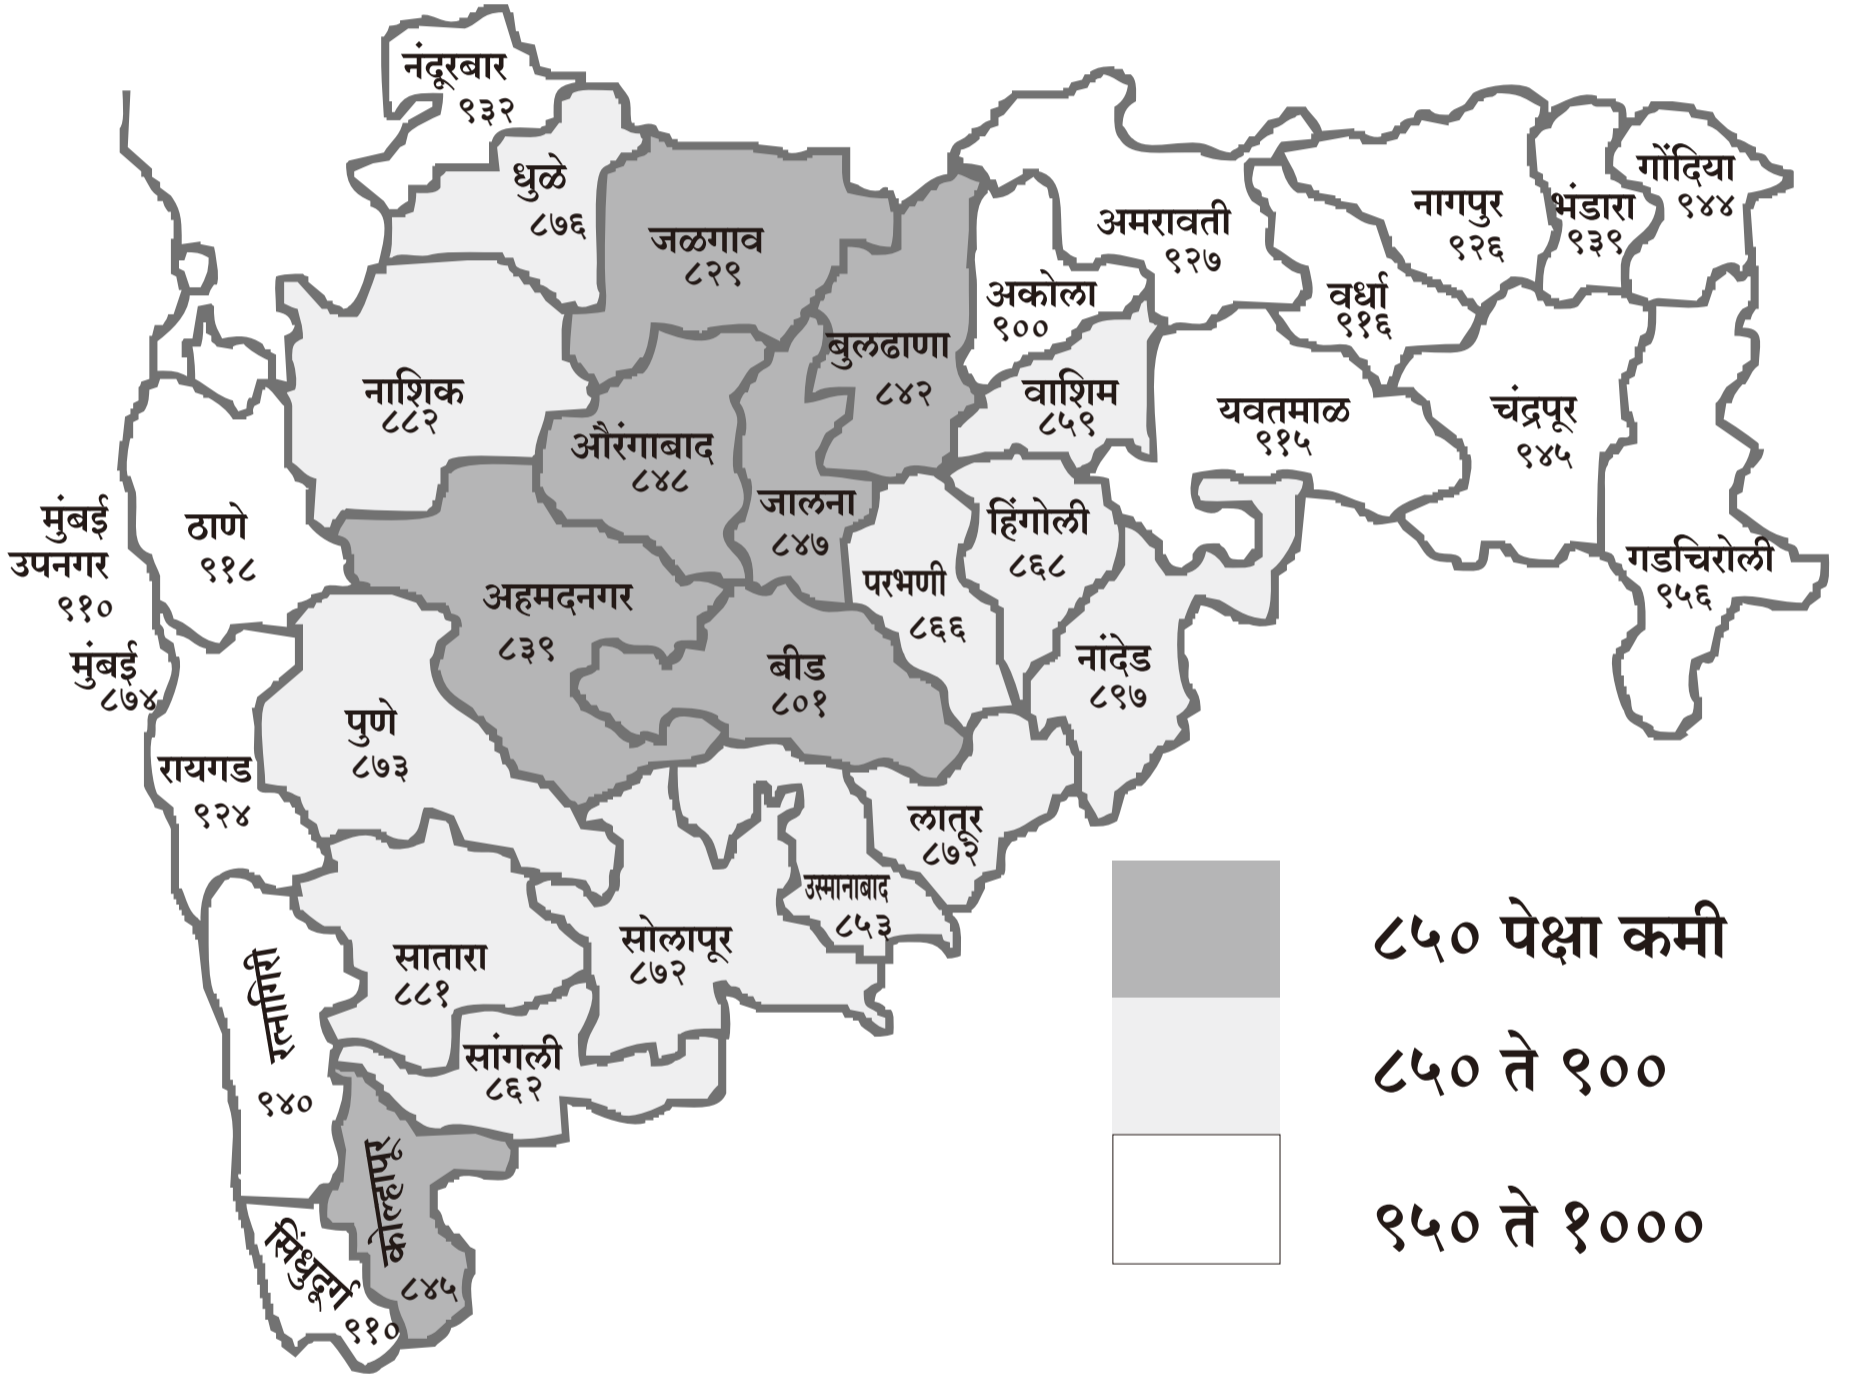 नंदूरबार
९३२
धुळे
८७६
जळगाव
८२९
बुलढाणा
८४२
अकोला
९००
अमरावती
९२७
नागपुर
९२६
भंडारा
९३९
गोंदिया
९४४
वर्धा
९१६
वाशिम
८५९
यवतमाळ
९१५
चंद्रपूर
९४५
गडचिरोली
९५६
नाशिक
८८२
औरंगाबाद
८४८
जालना
८४७
हिंगोली
८६८
परभणी
८६६
नांदेड
८९७
मुंबई
उपनगर
९१०
ठाणे
९१८
मुंबई
८७४
अहमदनगर
८३९
बीड
८०१
पुणे
८७३
रायगड
९२४
लातूर
८७२
उस्मानाबाद
८५३
सोलापूर
८७२
सातारा
८८१
सांगली
८६२
रत्नागिरी
९४०
कोल्हापूर
८४५
सिंधुदूर्ग
९१०
८५० पेक्षा कमी
८५० ते ९००
९५० ते १०००